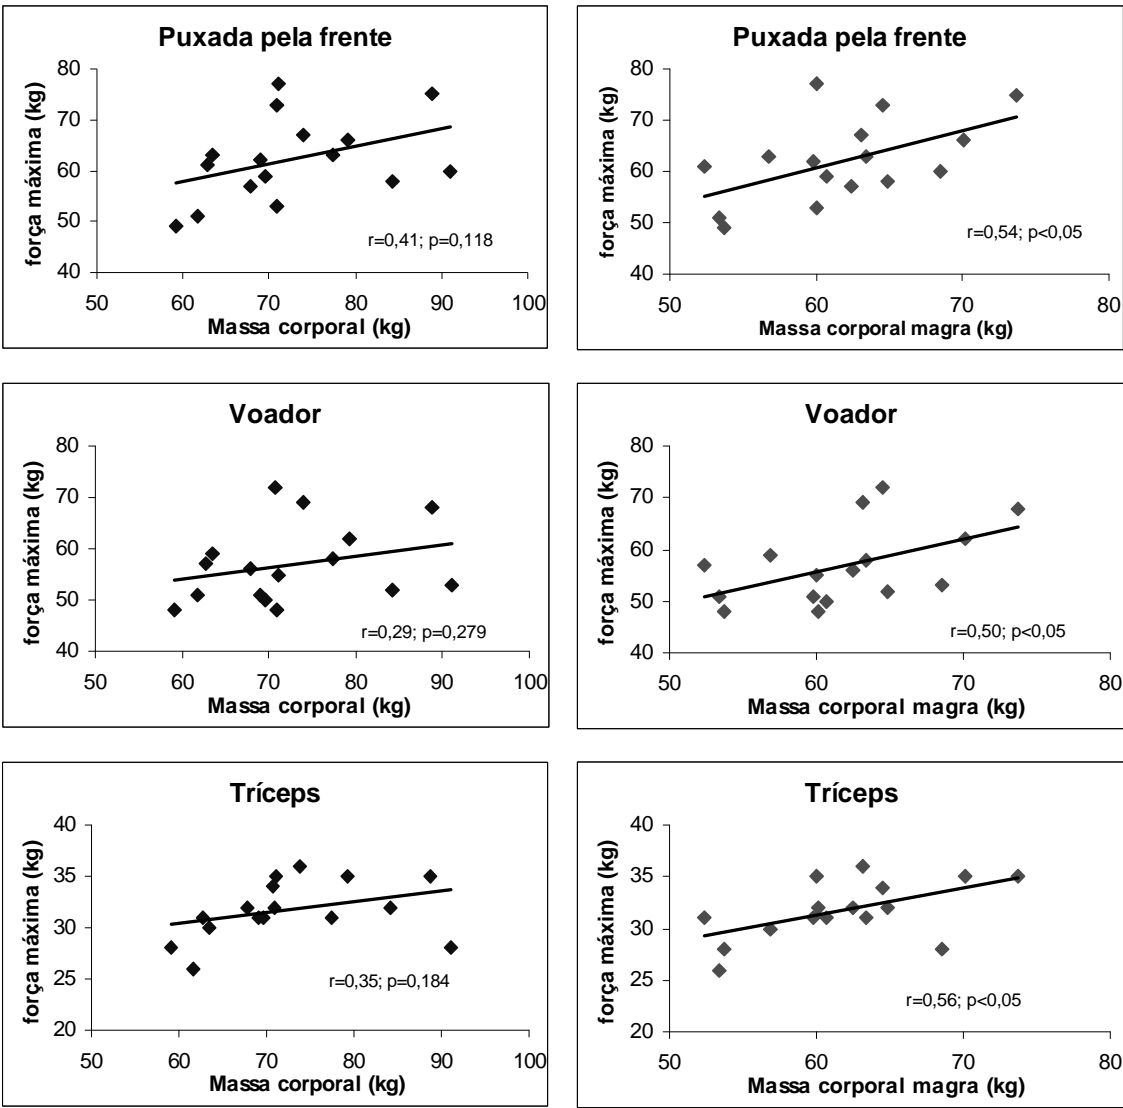 Puxada pela frente
força máxima (kg)
80
70
60
50
40
r=0,41; p=0,118
50 60 70 80 90 100
Massa corporal (kg)
Puxada pela frente
força máxima (kg)
80
70
60
50
40
r=0,54; p<0,05
50 60 70 80
Massa corporal magra (kg)
Voador
força máxima (kg)
80
70
60
50
40
r=0,29; p=0,279
50 60 70 80 90 100
Massa corporal (kg)
Voador
força máxima (kg)
80
70
60
50
40
r=0,50; p<0,05
50 60 70 80
Massa corporal magra (kg)
Tríceps
força máxima (kg)
40
35
30
25
20
r=0,35; p=0,184
50 60 70 80 90 100
Massa corporal (kg)
Tríceps
força máxima (kg)
40
35
30
25
20
r=0,56; p<0,05
50 60 70 80
Massa corporal magra (kg)